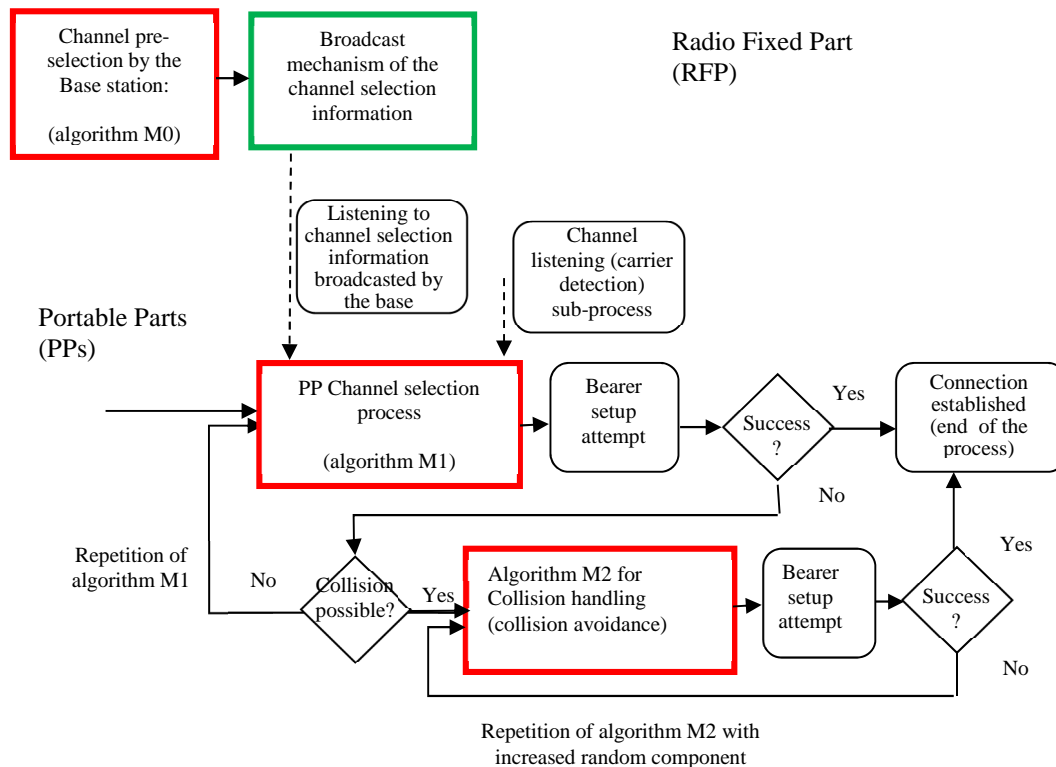 Channel pre-
selection by the
Base station:
(algorithm M0)
Broadcast
mechanism of the
channel selection
information
Radio Fixed Part
(RFP)
Listening to
channel selection
information
broadcasted by
the base
Channel
listening (carrier
detection)
sub-process
Portable Parts
(PPs)
PP Channel selection
process
(algorithm M1)
Bearer
setup
attempt
Success
?
Yes
Connection
established
(end of the
process)
No
Repetition of
algorithm M1
No
Collision
possible?
Yes
Algorithm M2 for
Collision handling
(collision avoidance)
Bearer
setup
attempt
Success
?
Yes
No
Repetition of algorithm M2 with
increased random component